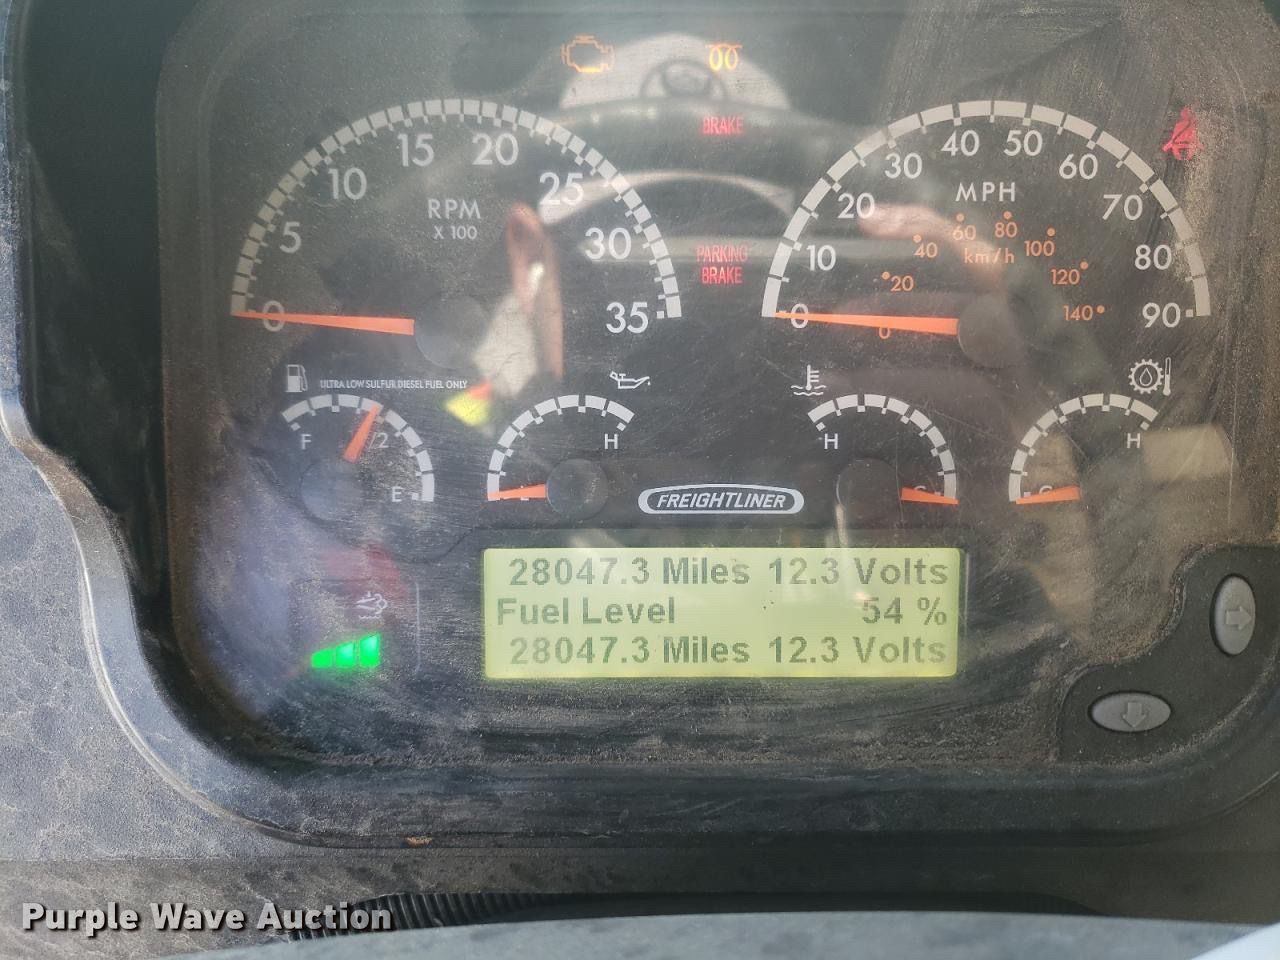 BRAKE
0 5 10 15 20 25 30 35
RPM
X 100
0 10 20 30 40 50 60 70 80 90
MPH
0 20 40 60 80 100 120 140
km/h
PARKING
BRAKE
ULTRA LOW SULFUR DIESEL FUEL ONLY
F 1/2 E
H
H
H
FREIGHTLINER
28047.3 Miles 12.3 Volts
Fuel Level 54 %
28047.3 Miles 12.3 Volts
Purple Wave Auction